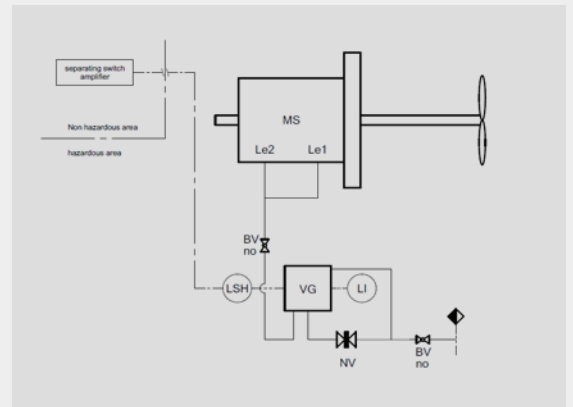 separating switch
amplifier
Non hazardous area
hazardous area
MS
Le2
Le1
BV
no
LSH
VG
LI
NV
BV
no